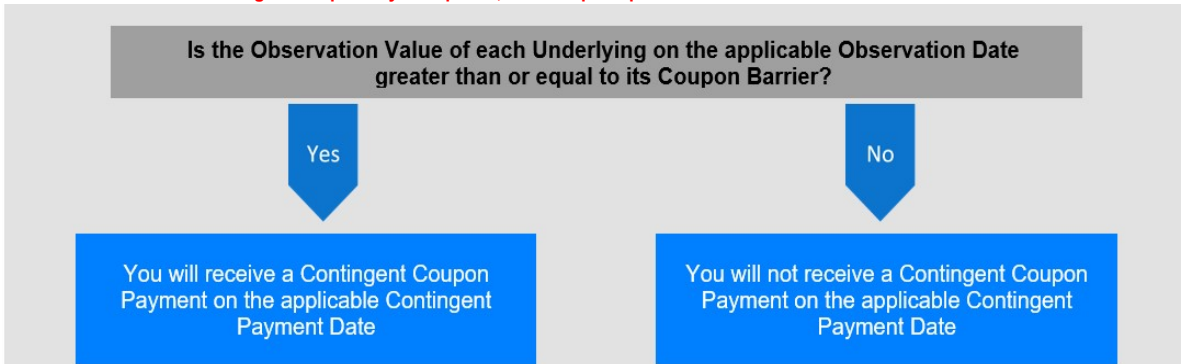 Is the Observation Value of each Underlying on the applicable Observation Date
greater than or equal to its Coupon Barrier?
Yes
No
You will receive a Contingent Coupon
Payment on the applicable Contingent
Payment Date
You will not receive a Contingent Coupon
Payment on the applicable Contingent
Payment Date